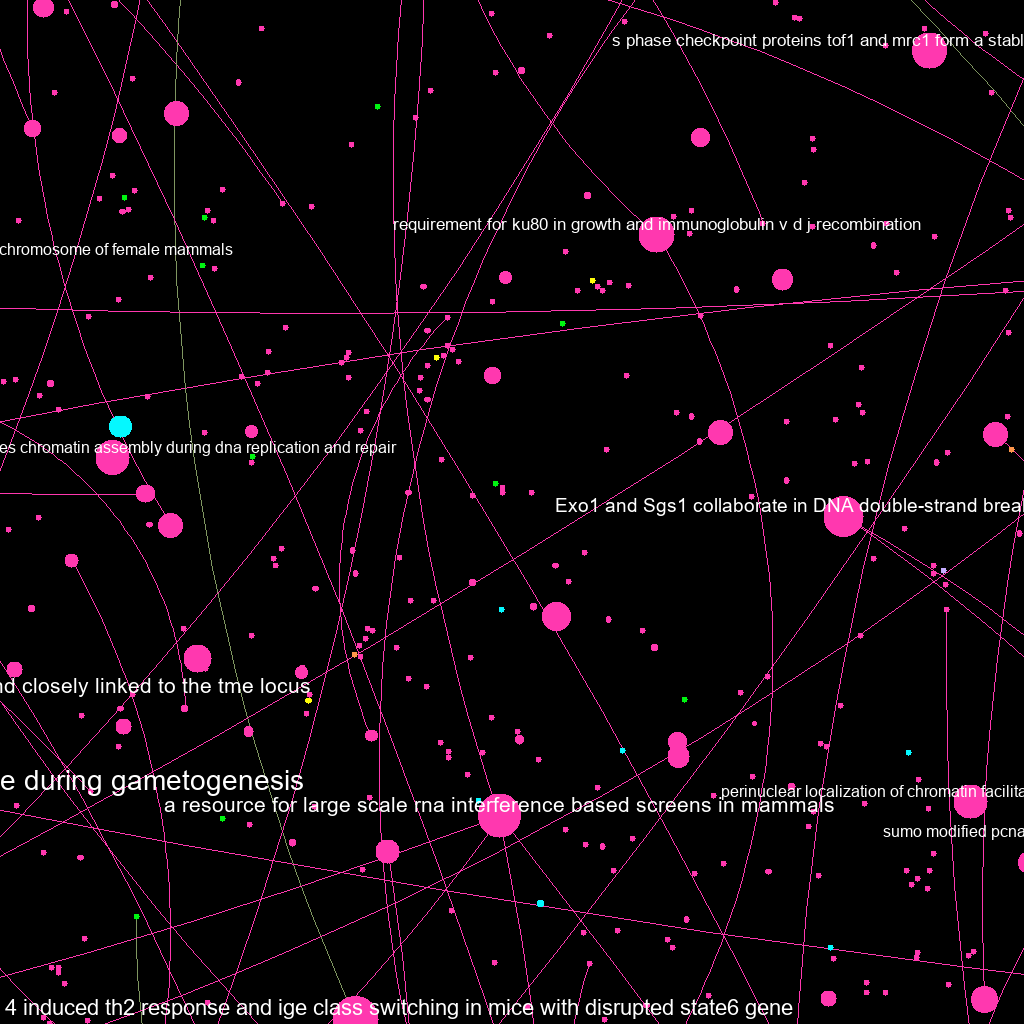 s phase checkpoint proteins tof1 and mrc1 form a stabl
requirement for ku80 in growth and immunoglobulin v d j recombination
chromosome of female mammals
es chromatin assembly during dna replication and repair
Exo1 and Sgs1 collaborate in DNA double-strand brea
nd closely linked to the tme locus
e during gametogenesis
perinuclear localization of chromatin facilita
a resource for large scale rna interference based screens in mammals
sumo modified pcna
4 induced th2 response and ige class switching in mice with disrupted state6 gene